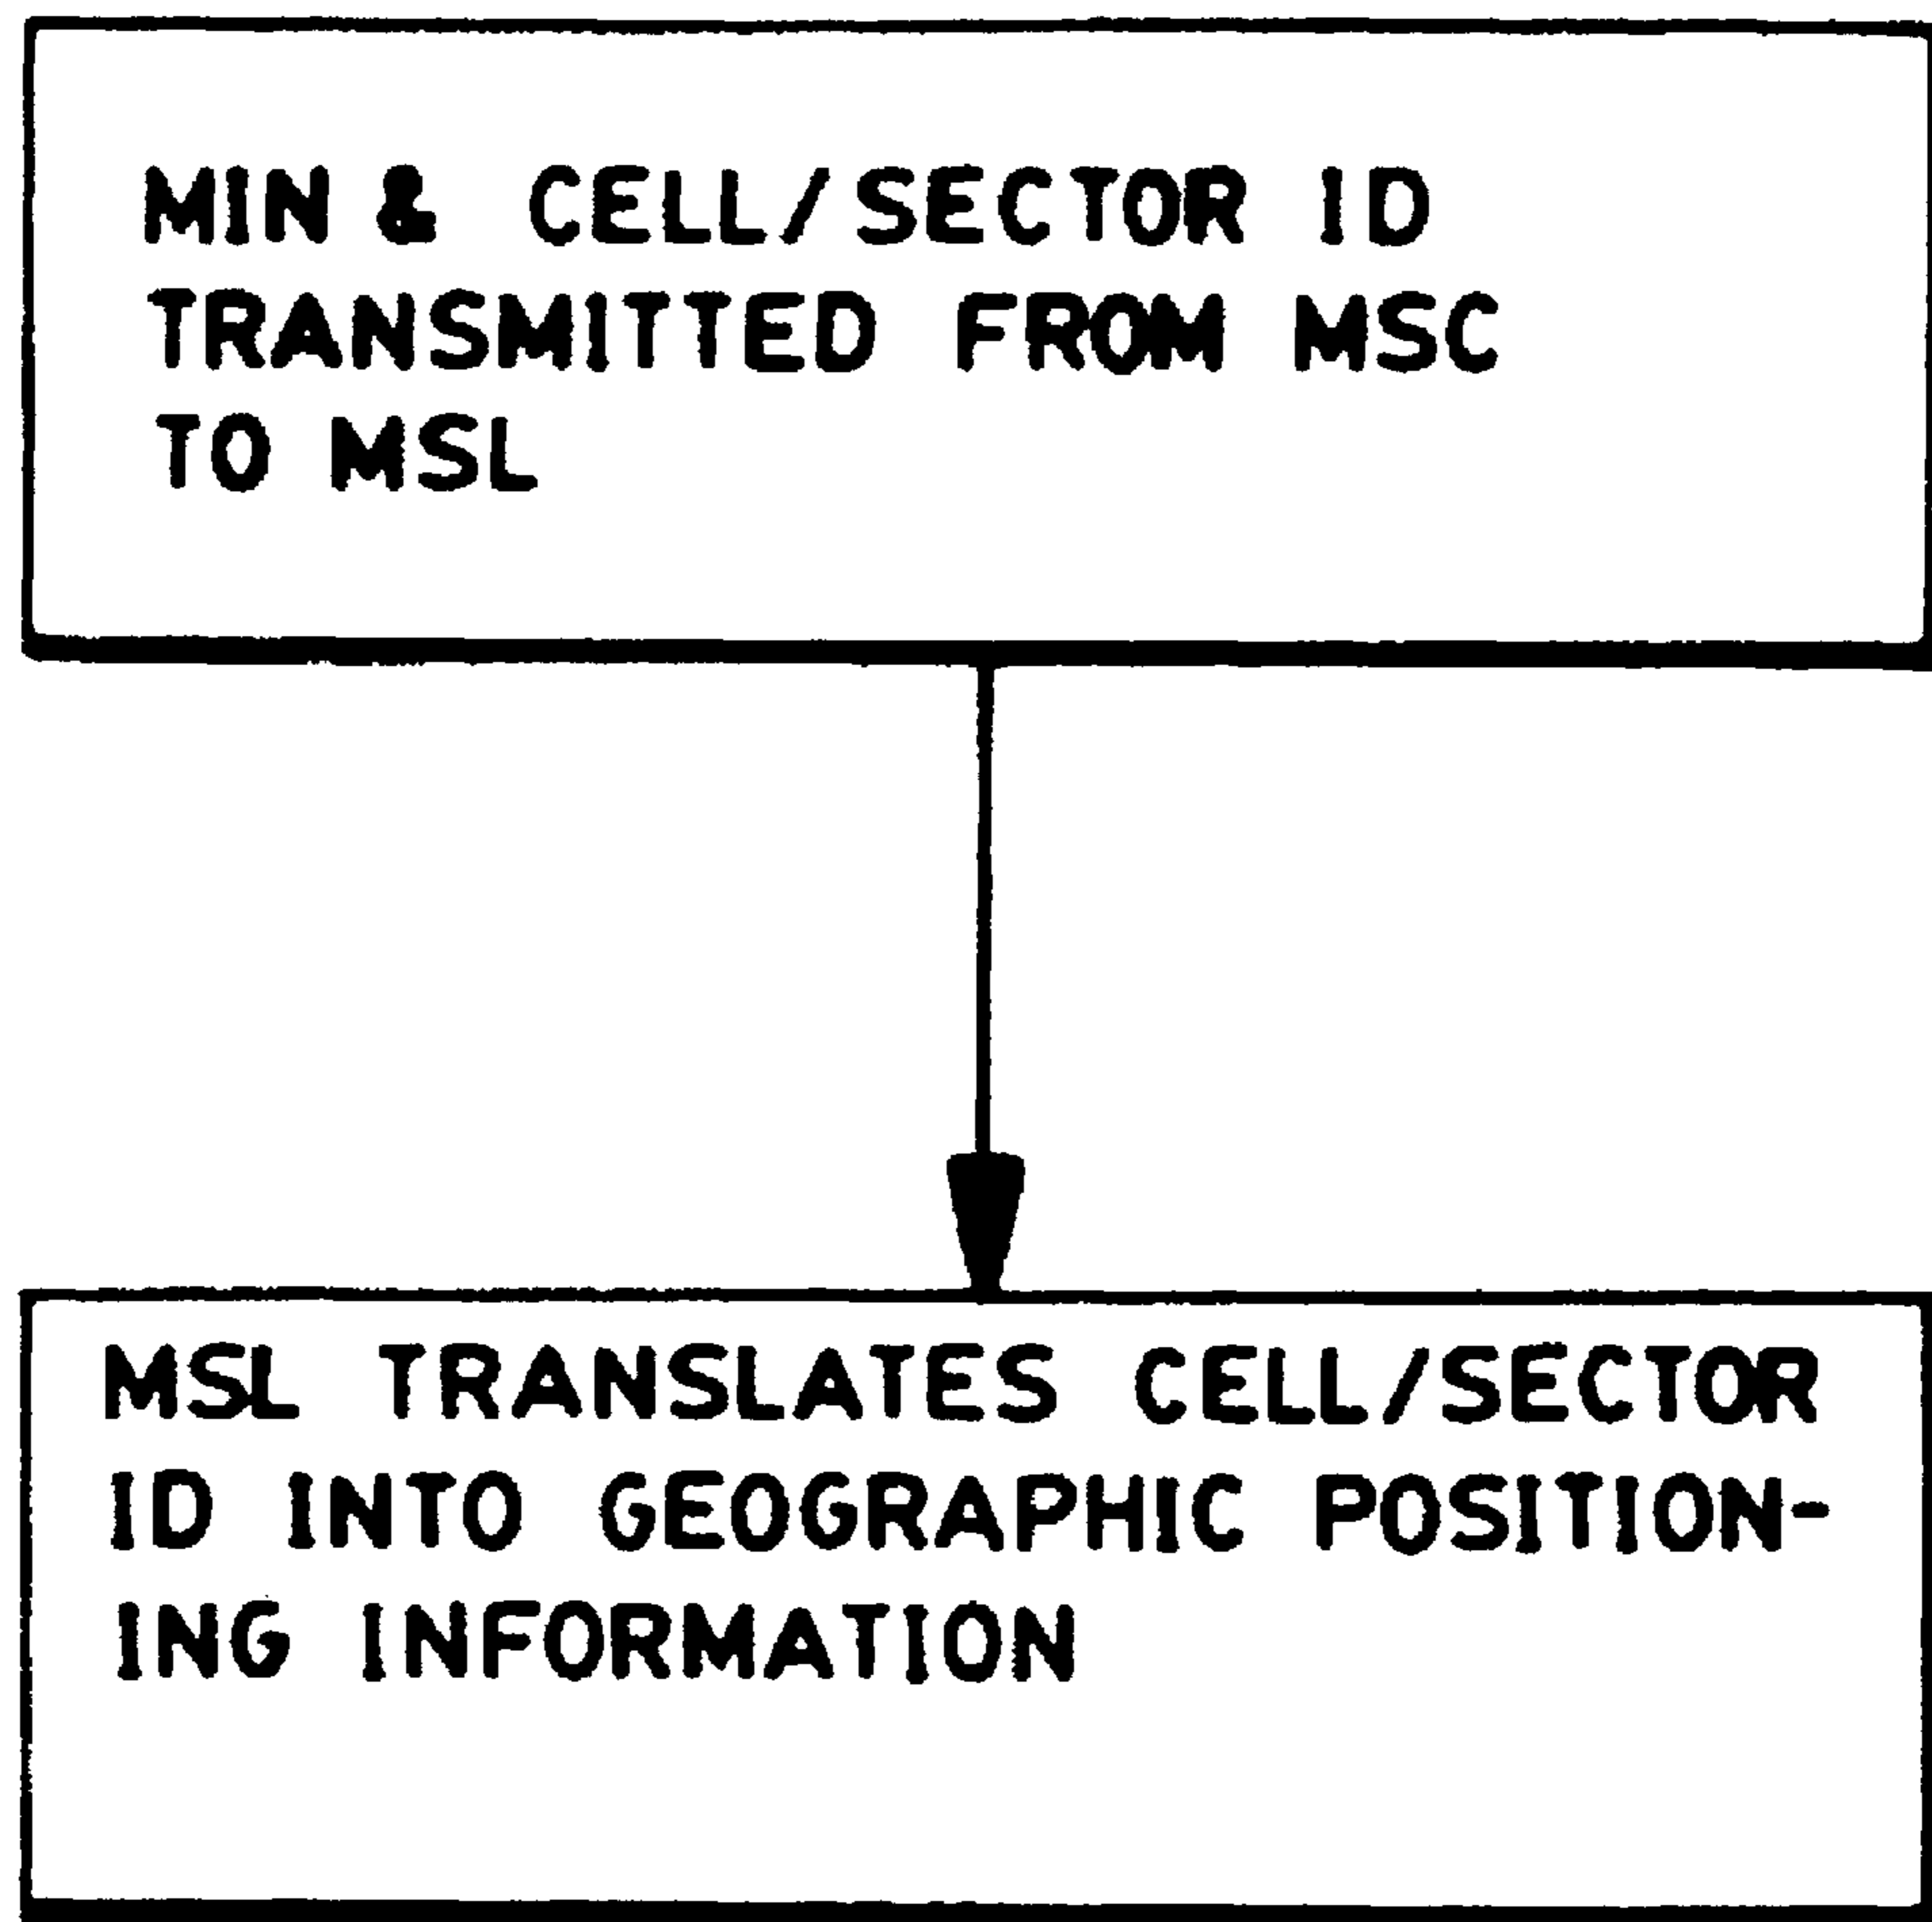 MIN & CELL/SECTOR ID
TRANSMITTED FROM MSC
TO MSL
MSL TRANSLATES CELL/SECTOR
ID INTO GEOGRAPHIC POSITION-
ING INFORMATION